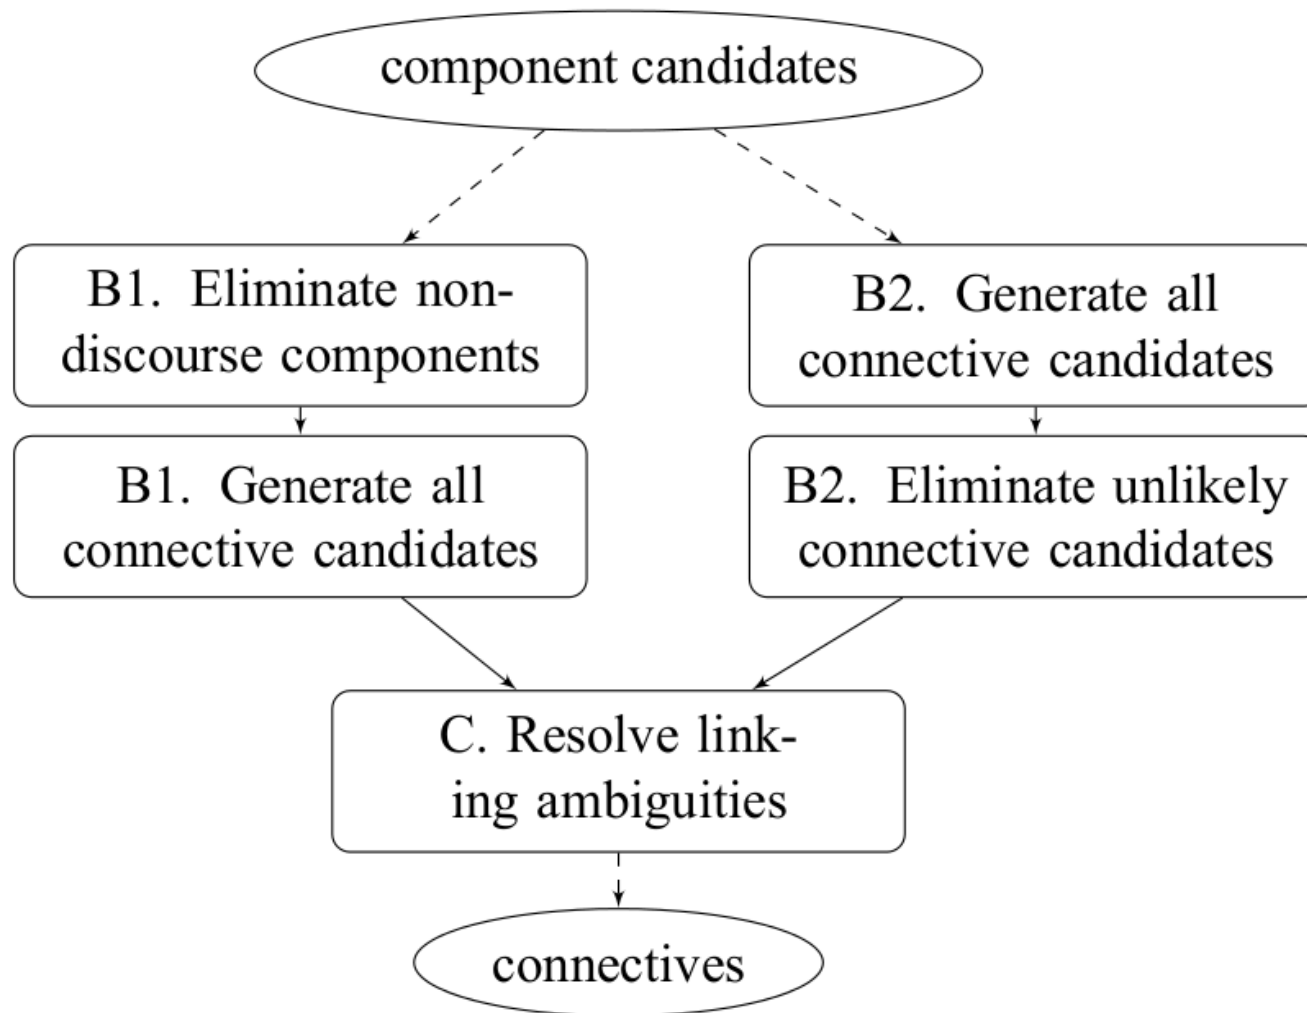 component candidates
B1. Eliminate non-
discourse components
B2. Generate all
connective candidates
B1. Generate all
connective candidates
B2. Eliminate unlikely
connective candidates
C. Resolve link-
ing ambiguities
connectives